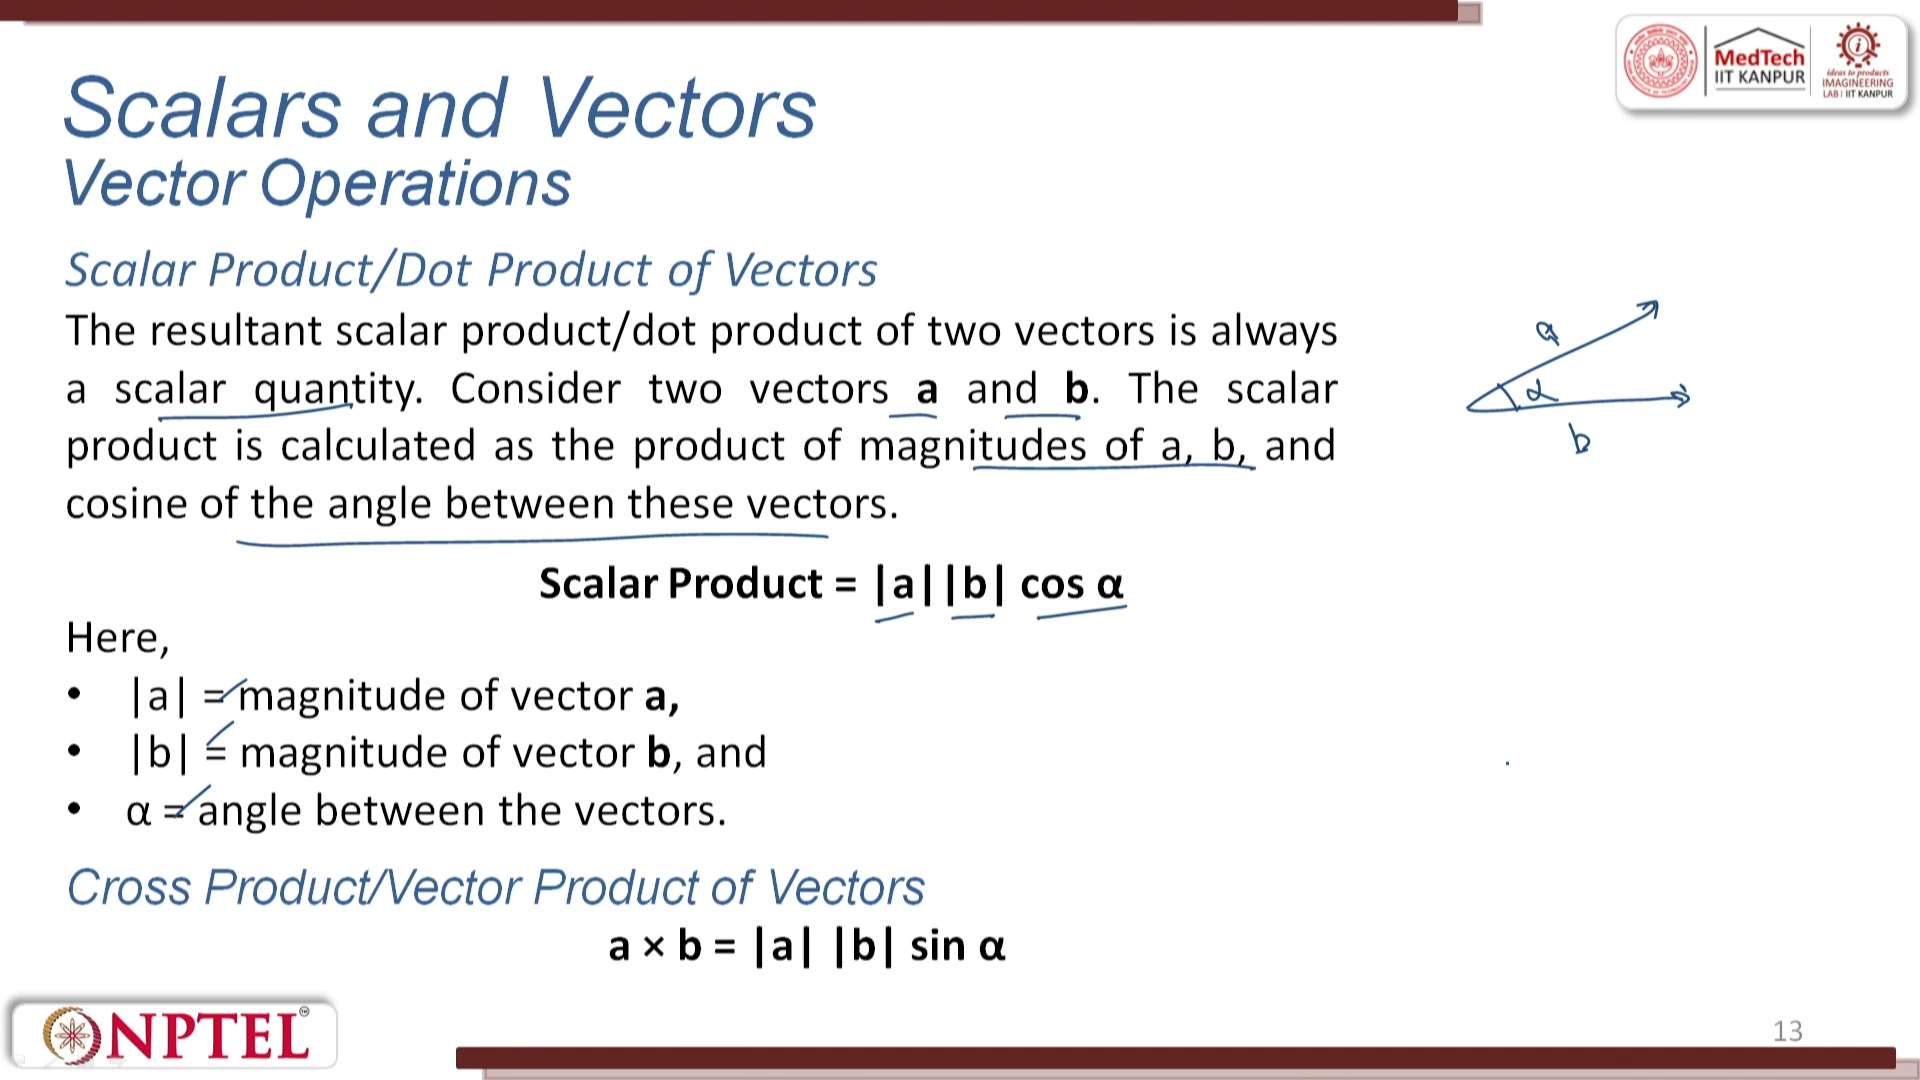 MedTech
IIT KANPUR
ideas to products
IMAGINEERING
LAB | IIT KANPUR
Scalars and Vectors
Vector Operations
Scalar Product/Dot Product of Vectors
The resultant scalar product/dot product of two vectors is always
a scalar quantity. Consider two vectors a and b. The scalar
product is calculated as the product of magnitudes of a, b, and
cosine of the angle between these vectors.
a
α
b
Scalar Product = |a||b| cos α
Here,
• |a| = magnitude of vector a,
• |b| = magnitude of vector b, and
• α = angle between the vectors.
Cross Product/Vector Product of Vectors
a × b = |a| |b| sin α
NPTEL
13